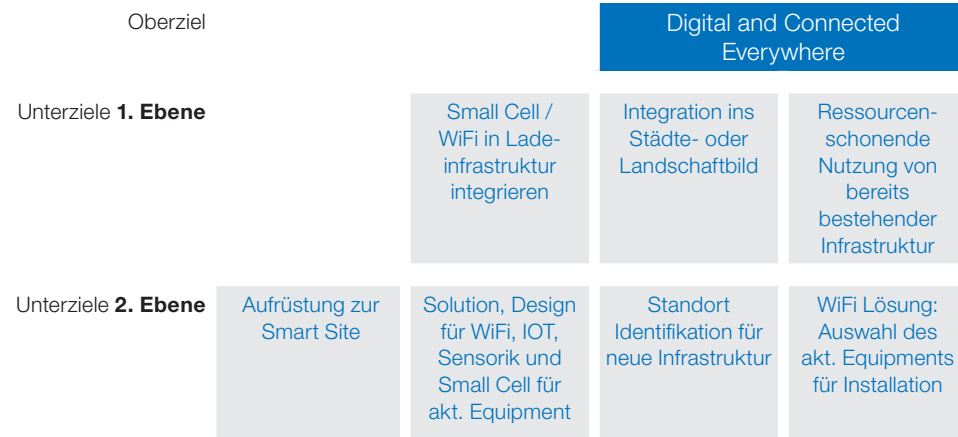 Oberziel
Digital and Connected
Everywhere
Unterziele 1. Ebene
Small Cell /
WiFi in Lade-
infrastruktur
integrieren
Integration ins
Städte- oder
Landschaftbild
Ressourcen-
schonende
Nutzung von
bereits
bestehender
Infrastruktur
Unterziele 2. Ebene
Aufrüstung zur
Smart Site
Solution, Design
für WiFi, IOT,
Sensorik und
Small Cell für
akt. Equipment
Standort
Identifikation für
neue Infrastruktur
WiFi Lösung:
Auswahl des
akt. Equipments
für Installation